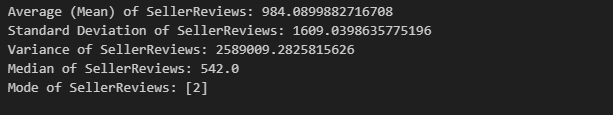 Average (Mean) of SellerReviews: 984.0899882716708
Standard Deviation of SellerReviews: 1609.0398635775196
Variance of SellerReviews: 2589009.2825815626
Median of SellerReviews: 542.0
Mode of SellerReviews: [2]